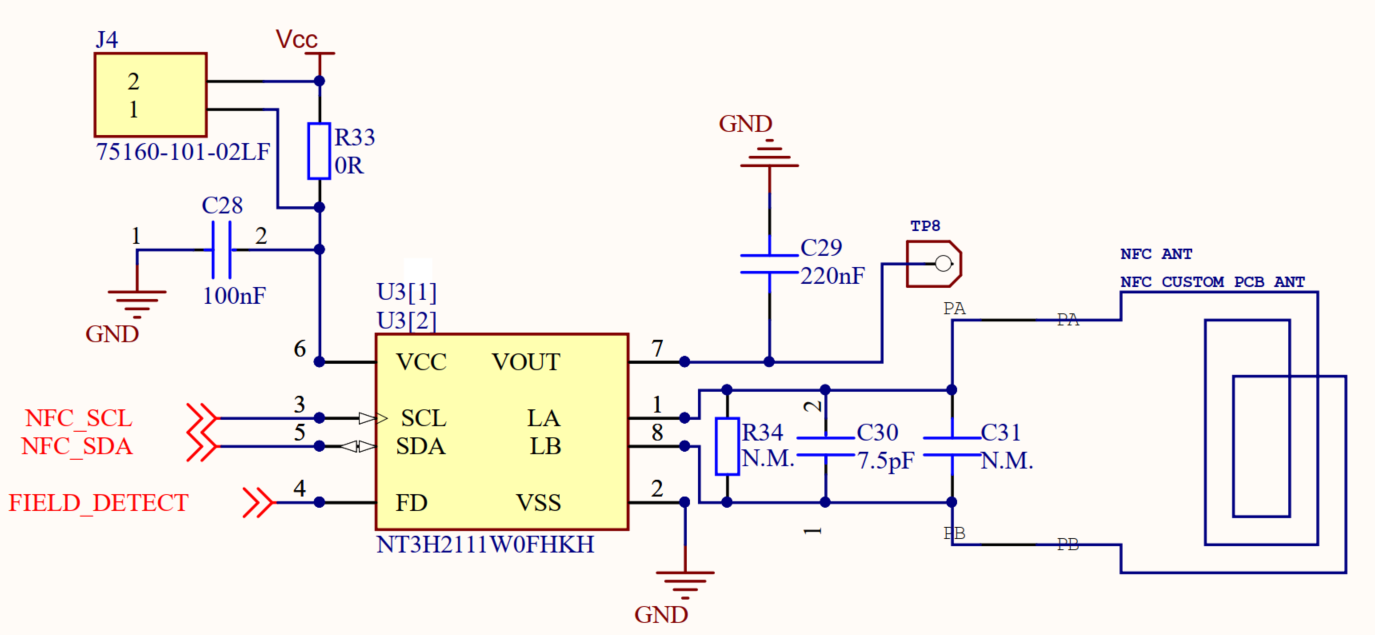 J4
Vcc
2
1
R33
0R
75160-101-02LF
C28
1
2
100nF
GND
GND
C29
220nF
TP8
NFC ANT
NFC CUSTOM PCB ANT
PA
PA
U3[1]
U3[2]
6
VCC
VOUT
7
NFC_SCL
3
SCL
LA
1
NFC_SDA
5
SDA
LB
8
FIELD_DETECT
4
FD
VSS
2
NT3H2111W0FHKH
R34
N.M.
2
C30
7.5pF
1
C31
N.M.
PB
PB
GND